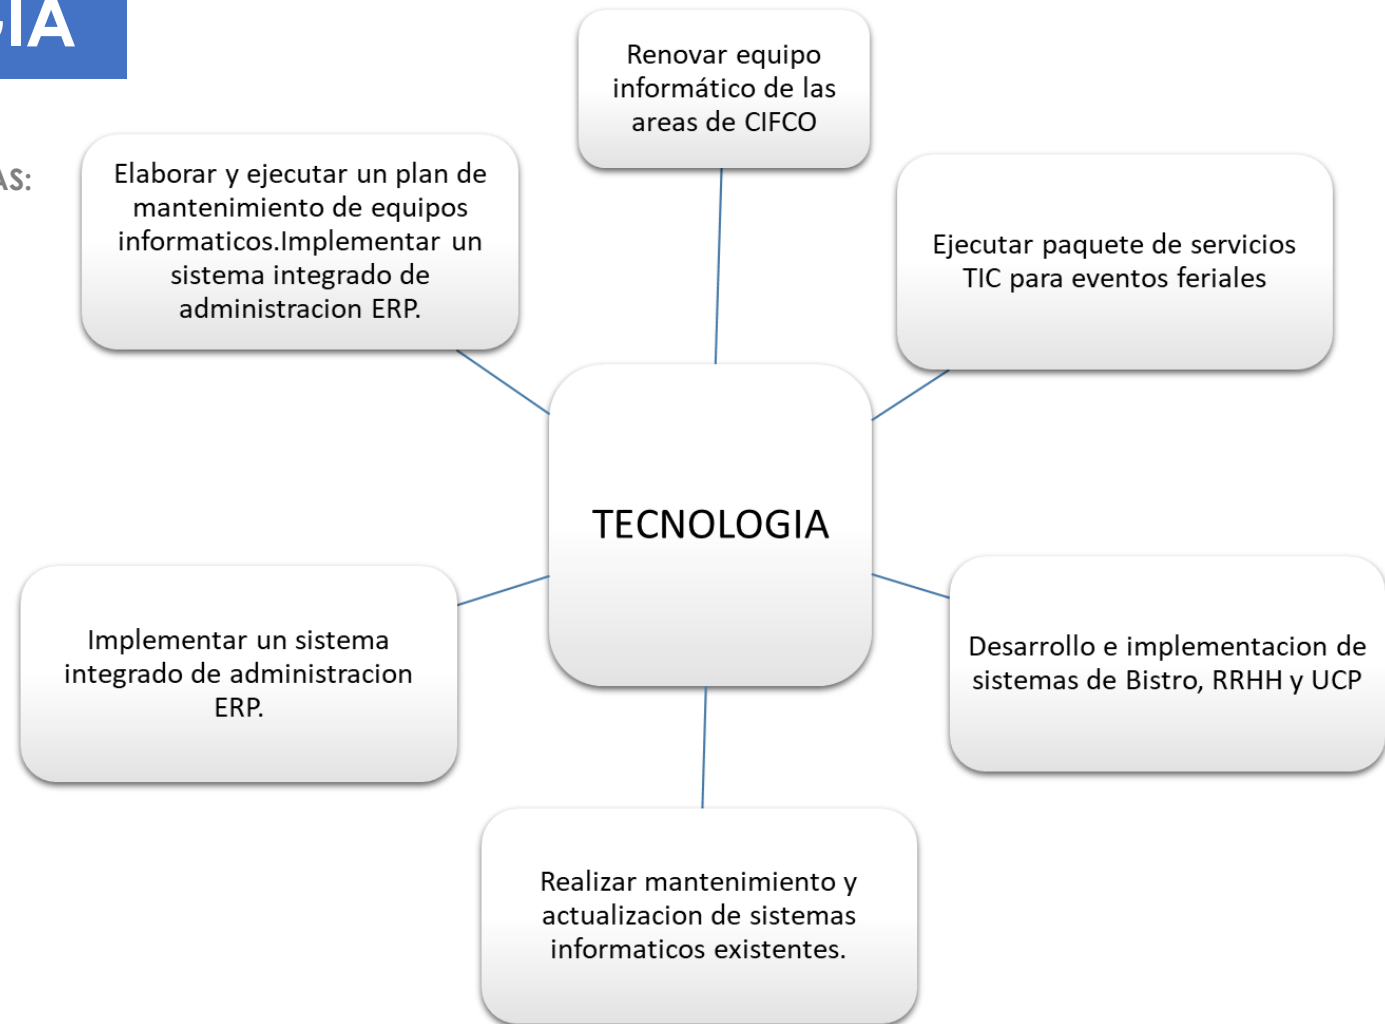 GIA
AS:
Renovar equipo
informático de las
areas de CIFCO
Elaborar y ejecutar un plan de
mantenimiento de equipos
informaticos.Implementar un
sistema integrado de
administracion ERP.
Ejecutar paquete de servicios
TIC para eventos feriales
TECNOLOGIA
Implementar un sistema
integrado de administracion
ERP.
Desarrollo e implementacion de
sistemas de Bistro, RRHH y UCP
Realizar mantenimiento y
actualizacion de sistemas
informaticos existentes.